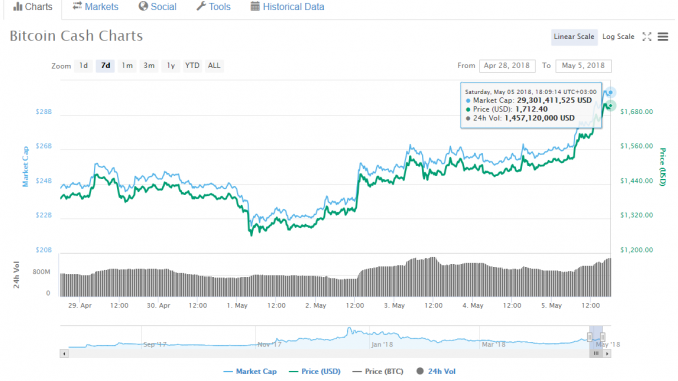 Charts Markets Social Tools Historical Data
Bitcoin Cash Charts
Linear Scale Log Scale
Zoom 1d 7d 1m 3m 1y YTD ALL From Apr 28, 2018 To May 5, 2018
Saturday, May 05 2018, 18:09:14 UTC+03:00
Market Cap: 29,301,411,525 USD
Price (USD): 1,712.40
24h Vol: 1,457,120,000 USD
$28B $1,680.00
$26B $1,560.00
$24B $1,440.00
$22B $1,320.00
$20B $1,200.00
Market Cap
Price (USD)
24h Vol
800M
0
29. Apr 12:00 30. Apr 12:00 1. May 12:00 2. May 12:00 3. May 12:00 4. May 12:00 5. May 12:00
Sep '17 Nov '17 Jan '18 Mar '18 May '18
Market Cap Price (USD) Price (BTC) 24h Vol